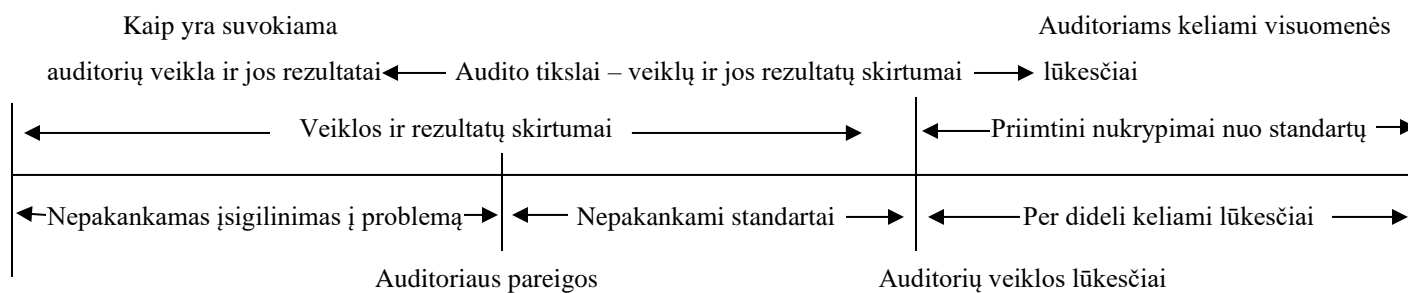 Kaip yra suvokiama
Auditoriams keliami visuomenės
auditorių veikla ir jos rezultatai
Audito tikslai – veiklų ir jos rezultatų skirtumai
lūkesčiai
Veiklos ir rezultatų skirtumai
Priimtini nukrypimai nuo standartų
Nepakankamas įsigilinimas į problemą
Nepakankami standartai
Per dideli keliami lūkesčiai
Auditoriaus pareigos
Auditorių veiklos lūkesčiai